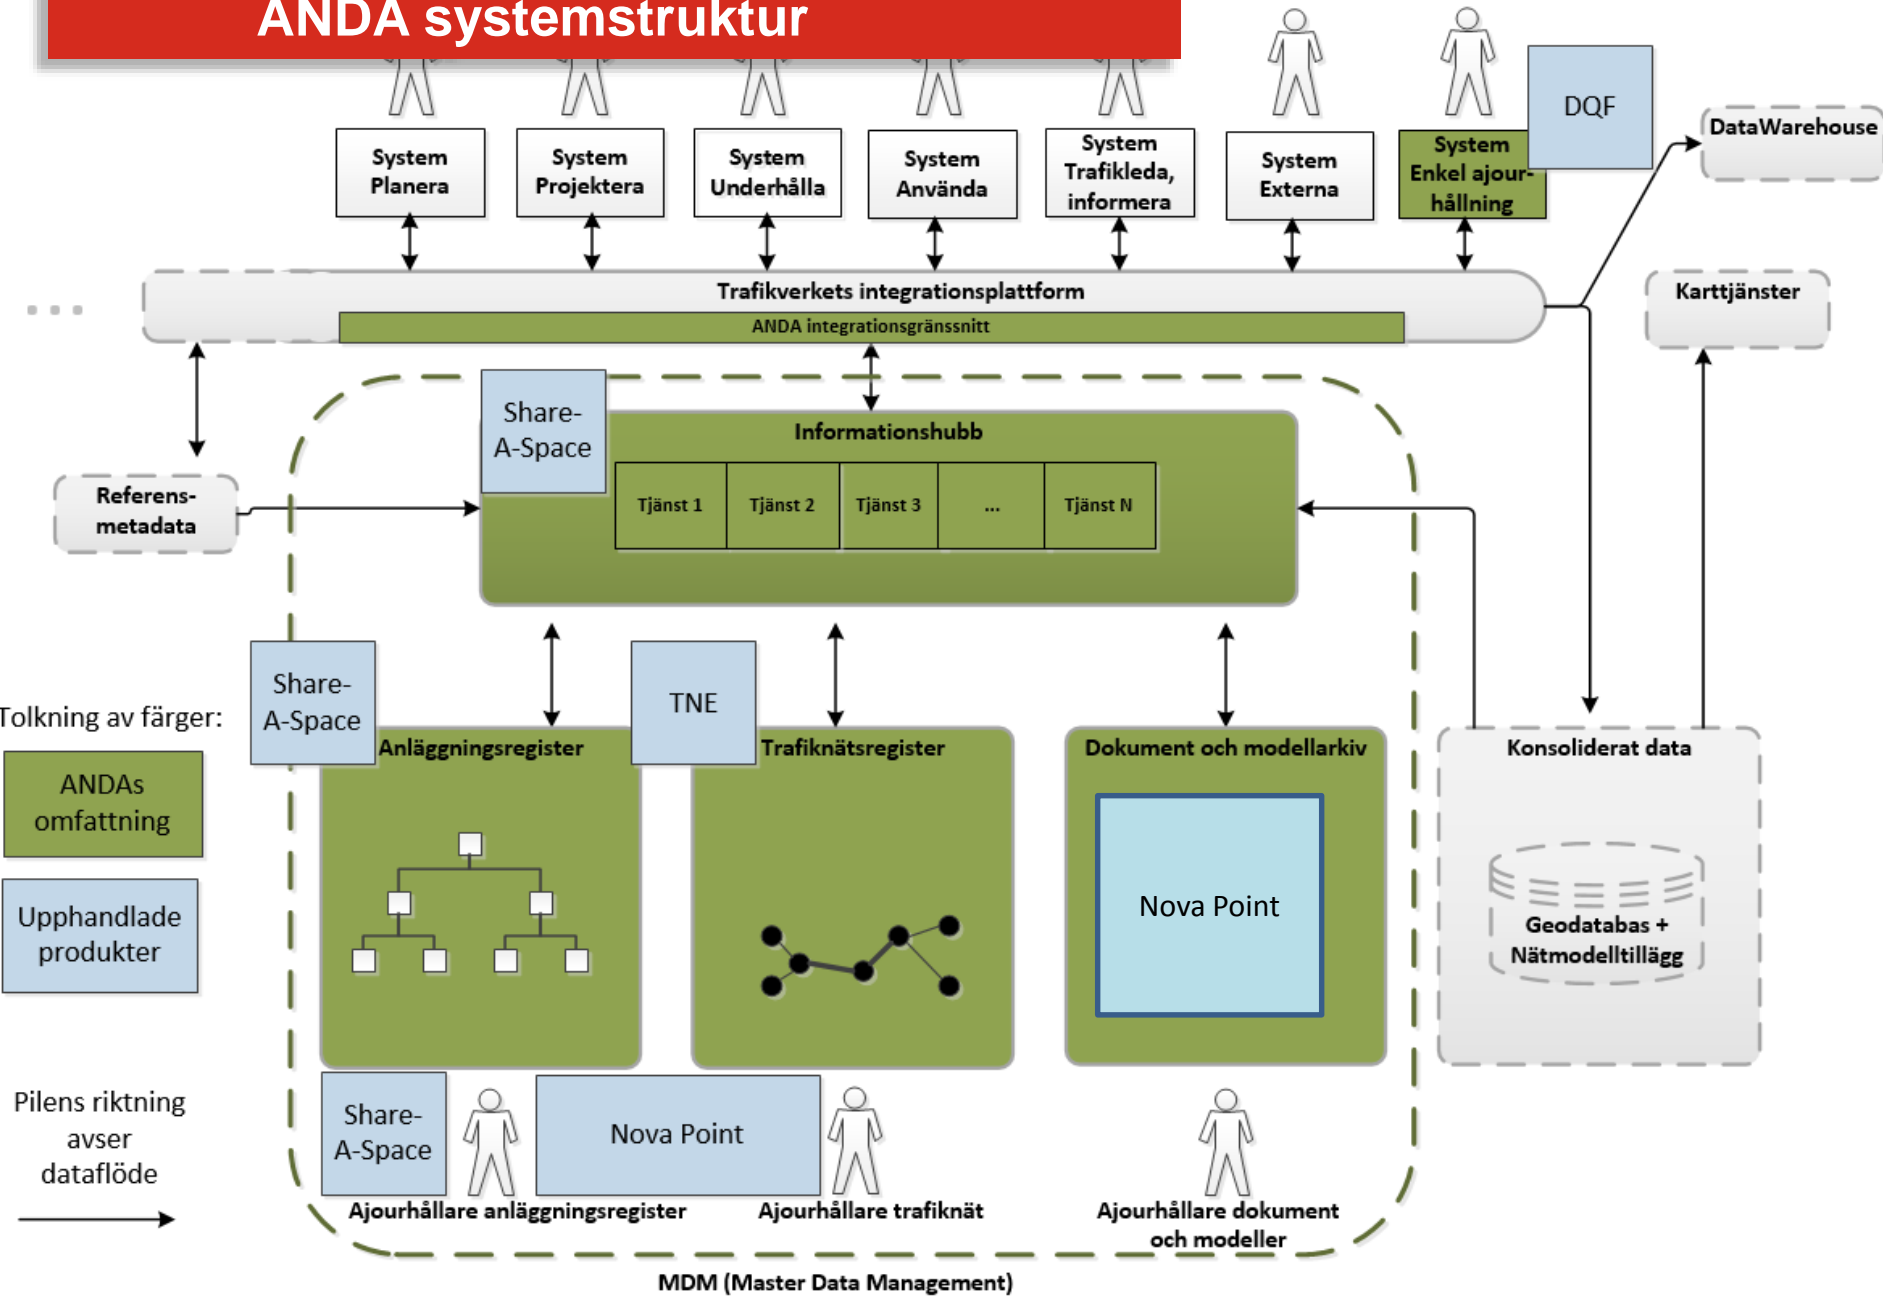 ANDA systemstruktur
DQF
System
Planera
System
Projektera
System
Underhålla
System
Använda
System
Trafikleda,
informera
System
Externa
System
Enkel ajour-
hållning
DataWarehouse
...
Trafikverkets integrationsplattform
ANDA integrationsgränssnitt
Karttjänster
Share-
A-Space
Informationshubb
Tjänst 1
Tjänst 2
Tjänst 3
...
Tjänst N
Referens-
metadata
Share-
A-Space
TNE
Tolkning av färger:
ANDAs
omfattning
Upphandlade
produkter
Anläggningsregister
Trafiknätsregister
Dokument och modellarkiv
Nova Point
Konsoliderat data
Geodatabas +
Nätmodelltillägg
Pilens riktning
avser
dataflöde
Share-
A-Space
Nova Point
Ajourhållare anläggningsregister
Ajourhållare trafiknät
Ajourhållare dokument
och modeller
MDM (Master Data Management)